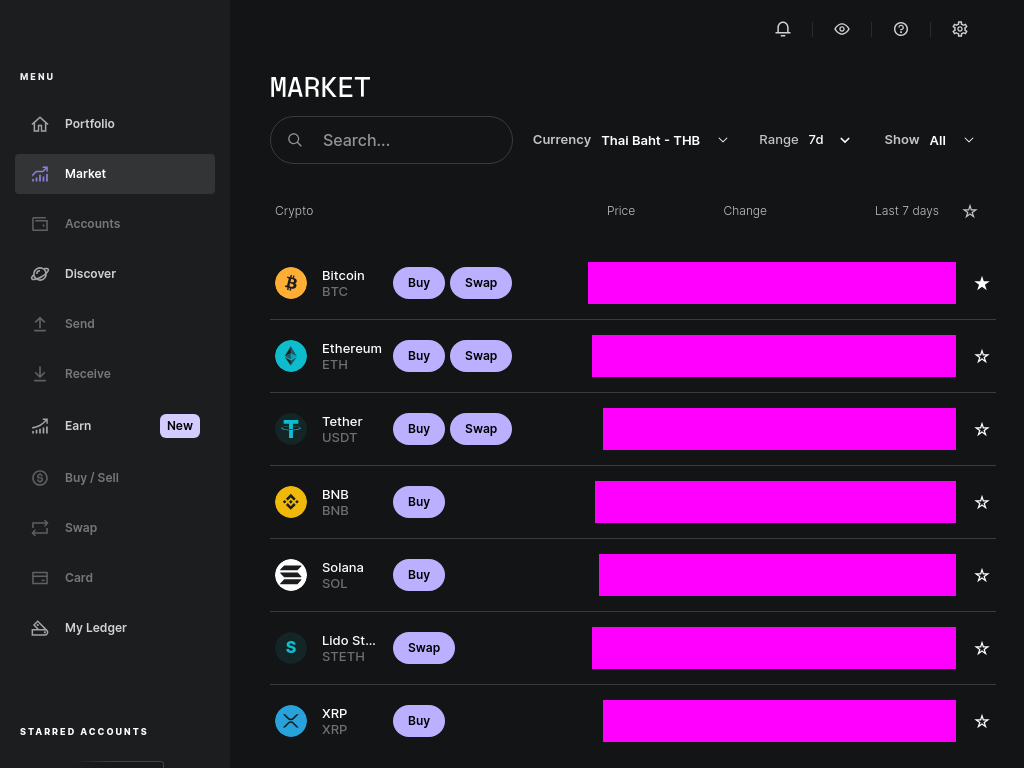 MENU
Portfolio
Market
Accounts
Discover
Send
Receive
Earn New
Buy / Sell
Swap
Card
My Ledger
STARRED ACCOUNTS
MARKET
Search...
Currency Thai Baht - THB
Range 7d
Show All
Crypto Price Change Last 7 days
Bitcoin
BTC
Buy Swap
Ethereum
ETH
Buy Swap
Tether
USDT
Buy Swap
BNB
BNB
Buy
Solana
SOL
Buy
Lido St...
STETH
Swap
XRP
XRP
Buy